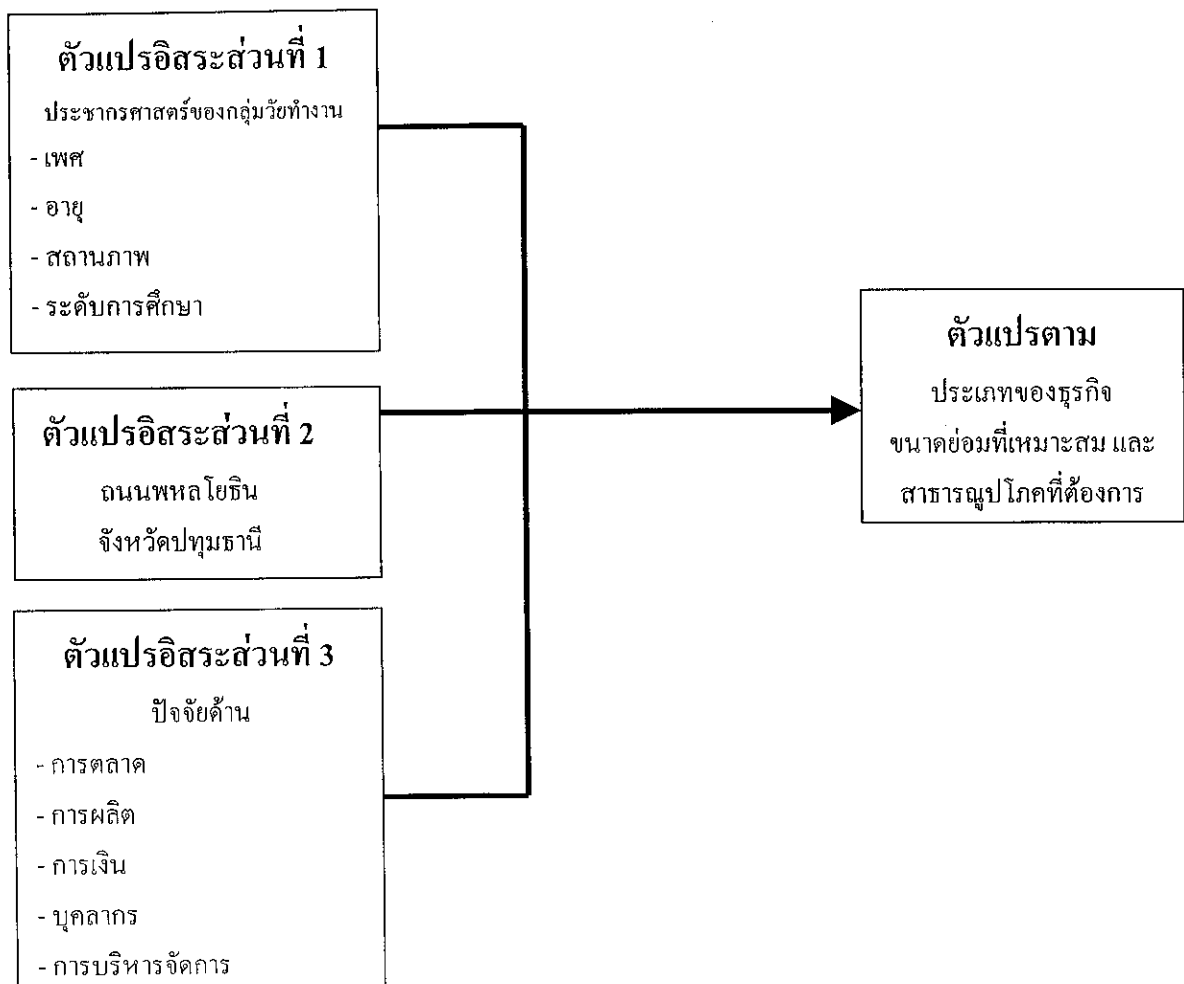 ตัวแปรอิสระส่วนที่ 1
ประชากรศาสตร์ของกลุ่มวัยทำงาน
- เพศ
- อายุ
- สถานภาพ
- ระดับการศึกษา
ตัวแปรอิสระส่วนที่ 2
ถนนพหลโยธิน
จังหวัดปทุมธานี
ตัวแปรอิสระส่วนที่ 3
ปัจจัยด้าน
- การตลาด
- การผลิต
- การเงิน
- บุคลากร
- การบริหารจัดการ
ตัวแปรตาม
ประเภทของธุรกิจ
ขนาดย่อมที่เหมาะสม และ
สาธารณูปโภคที่ต้องการ